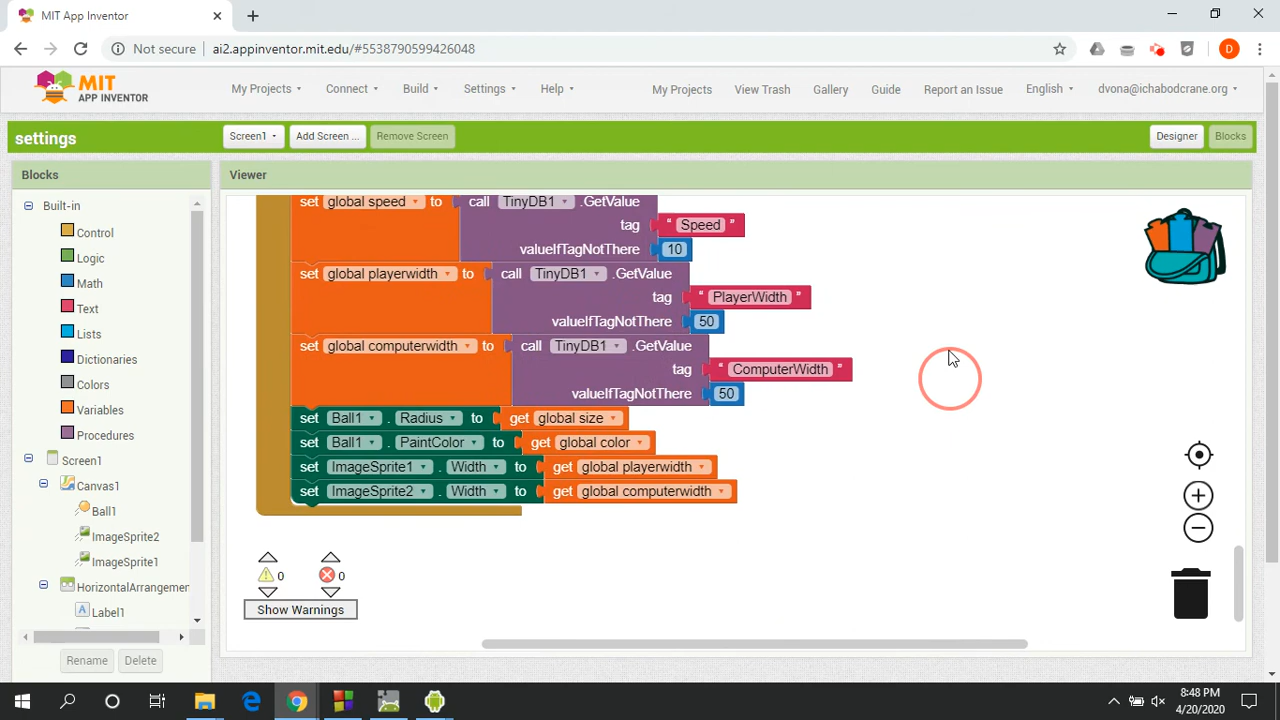 MIT App Inventor
Not secure ai2.appinventor.mit.edu/#5538790599426048
D
MIT
APP INVENTOR
My Projects Connect Build Settings Help My Projects View Trash Gallery Guide Report an Issue English dvona@ichabodcrane.org
settings Screen1 Add Screen ... Remove Screen Designer Blocks
Blocks Viewer
Built-in
Control
Logic
Math
Text
Lists
Dictionaries
Colors
Variables
Procedures
Screen1
Canvas1
Ball1
ImageSprite2
ImageSprite1
HorizontalArrangemen
Label1
Rename Delete
set global speed to call TinyDB1 .GetValue
tag " Speed "
valueIfTagNotThere 10
set global playerwidth to call TinyDB1 .GetValue
tag " PlayerWidth "
valueIfTagNotThere 50
set global computerwidth to call TinyDB1 .GetValue
tag " ComputerWidth "
valueIfTagNotThere 50
set Ball1 . Radius to get global size
set Ball1 . PaintColor to get global color
set ImageSprite1 . Width to get global playerwidth
set ImageSprite2 . Width to get global computerwidth
0 0
Show Warnings
8:48 PM
4/20/2020